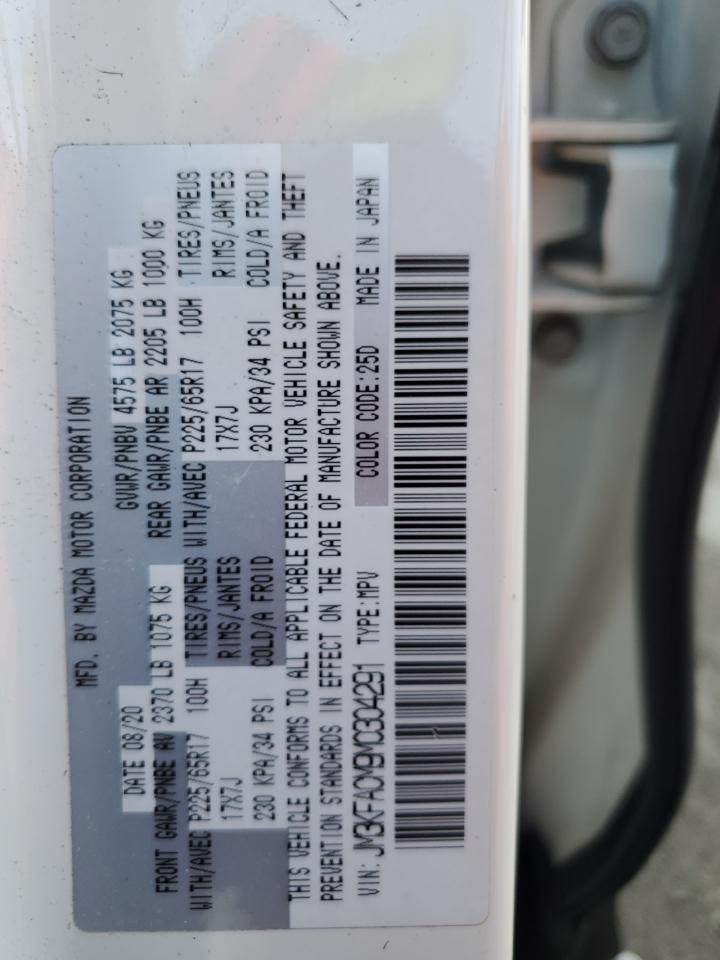 MFD. BY MAZDA MOTOR CORPORATION
DATE 08/20 GVWR/PNBV 4575 LB 2075 KG
FRONT GAWR/PNBE AV 2370 LB 1075 KG REAR GAWR/PNBE AR 2205 LB 1000 KG
WITH/AVEC P225/65R17 100H TIRES/PNEUS WITH/AVEC P225/65R17 100H TIRES/PNEUS
17X7J RIMS/JANTES 17X7J RIMS/JANTES
230 KPA/34 PSI COLD/A FROID 230 KPA/34 PSI COLD/A FROID
THIS VEHICLE CONFORMS TO ALL APPLICABLE FEDERAL MOTOR VEHICLE SAFETY AND THEFT
PREVENTION STANDARDS IN EFFECT ON THE DATE OF MANUFACTURE SHOWN ABOVE.
VIN: JM3KFACM9M0304291 TYPE:MPV COLOR CODE:25D MADE IN JAPAN